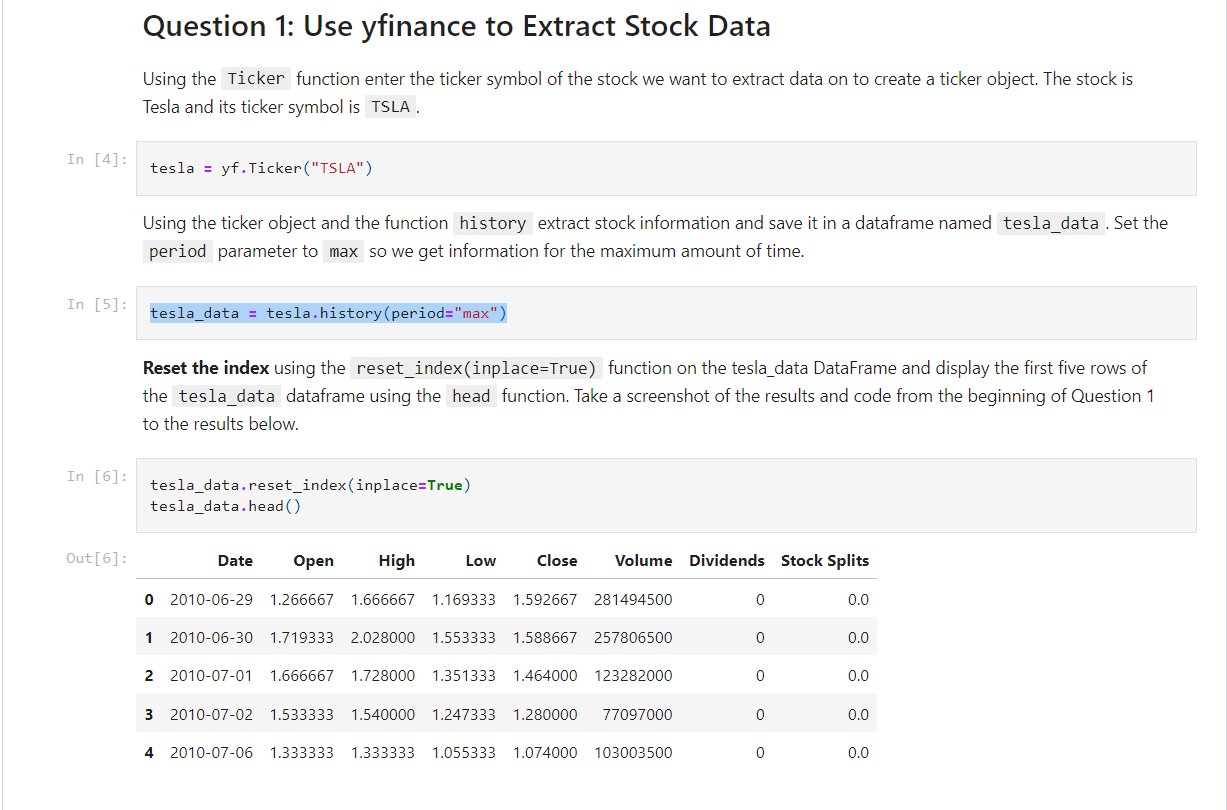 Question 1: Use yfinance to Extract Stock Data
Using the Ticker function enter the ticker symbol of the stock we want to extract data on to create a ticker object. The stock is
Tesla and its ticker symbol is TSLA .
In [4]: tesla = yf.Ticker("TSLA")
Using the ticker object and the function history extract stock information and save it in a dataframe named tesla_data . Set the
period parameter to max so we get information for the maximum amount of time.
In [5]: tesla_data = tesla.history(period="max")
Reset the index using the reset_index(inplace=True) function on the tesla_data DataFrame and display the first five rows of
the tesla_data dataframe using the head function. Take a screenshot of the results and code from the beginning of Question 1
to the results below.
In [6]: tesla_data.reset_index(inplace=True)
tesla_data.head()
Out[6]: Date Open High Low Close Volume Dividends Stock Splits
0 2010-06-29 1.266667 1.666667 1.169333 1.592667 281494500 0 0.0
1 2010-06-30 1.719333 2.028000 1.553333 1.588667 257806500 0 0.0
2 2010-07-01 1.666667 1.728000 1.351333 1.464000 123282000 0 0.0
3 2010-07-02 1.533333 1.540000 1.247333 1.280000 77097000 0 0.0
4 2010-07-06 1.333333 1.333333 1.055333 1.074000 103003500 0 0.0